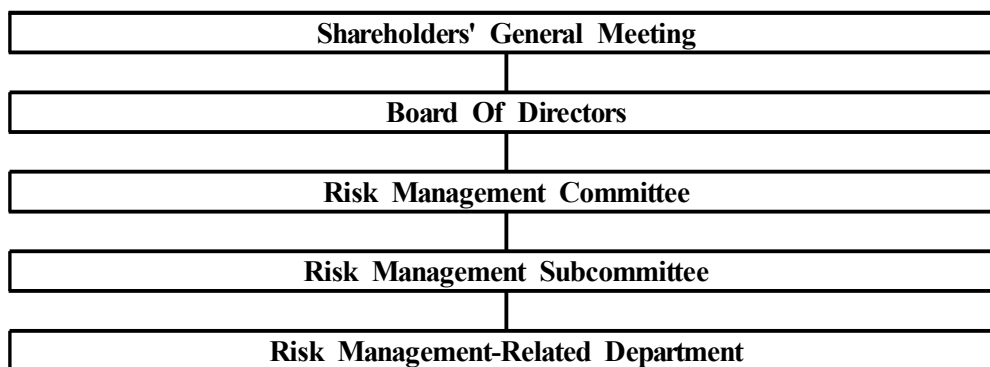 Shareholders' General Meeting
Board Of Directors
Risk Management Committee
Risk Management Subcommittee
Risk Management-Related Department